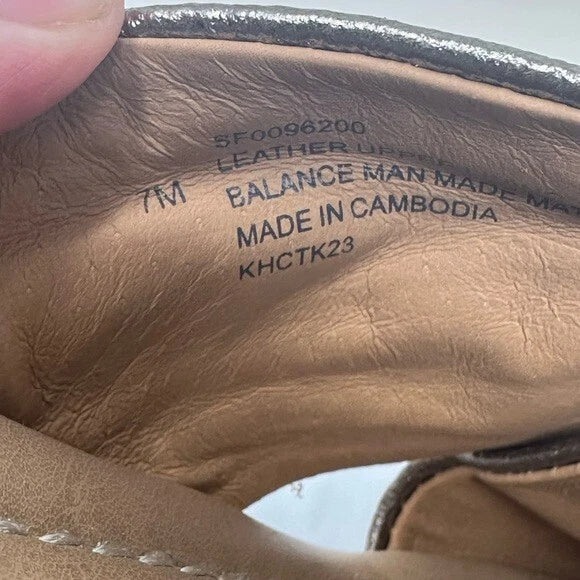 SF0096200
LEATHER UPPER
7M BALANCE MAN MADE MAT
MADE IN CAMBODIA
KHCTK23